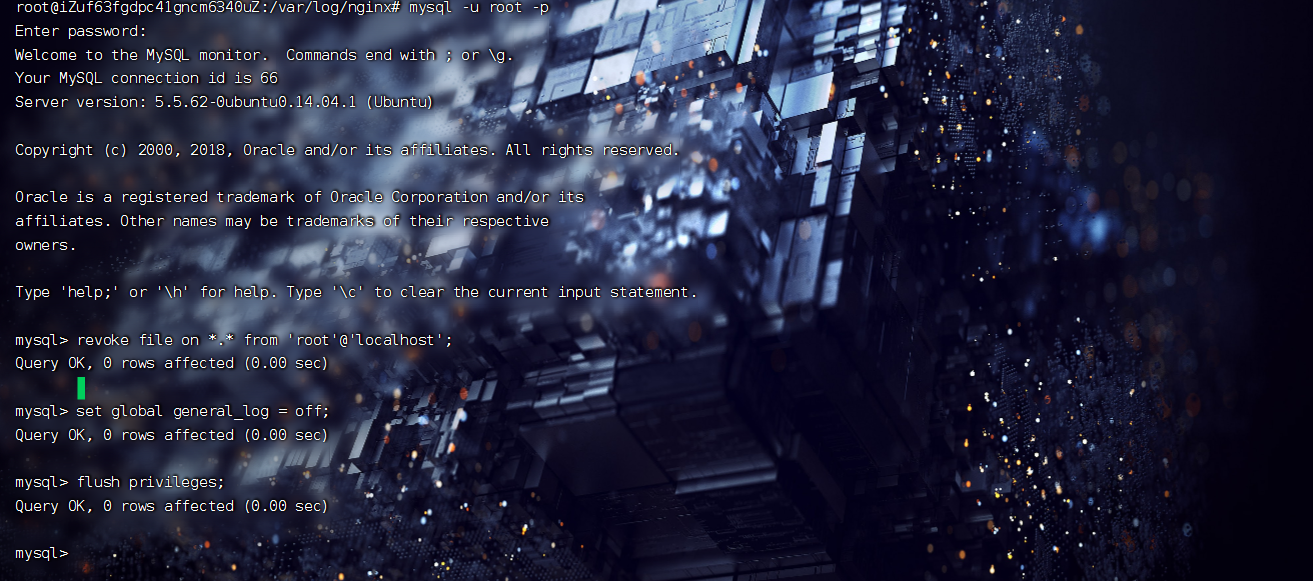 root@iZuf63fgdpc41gncm6340uZ:/var/log/nginx# mysql -u root -p
Enter password:
Welcome to the MySQL monitor.  Commands end with ; or \g.
Your MySQL connection id is 66
Server version: 5.5.62-0ubuntu0.14.04.1 (Ubuntu)
Copyright (c) 2000, 2018, Oracle and/or its affiliates. All rights reserved.
Oracle is a registered trademark of Oracle Corporation and/or its
affiliates. Other names may be trademarks of their respective
owners.
Type 'help;' or '\h' for help. Type '\c' to clear the current input statement.
mysql> revoke file on *.* from 'root'@'localhost';
Query OK, 0 rows affected (0.00 sec)
mysql> set global general_log = off;
Query OK, 0 rows affected (0.00 sec)
mysql> flush privileges;
Query OK, 0 rows affected (0.00 sec)
mysql>